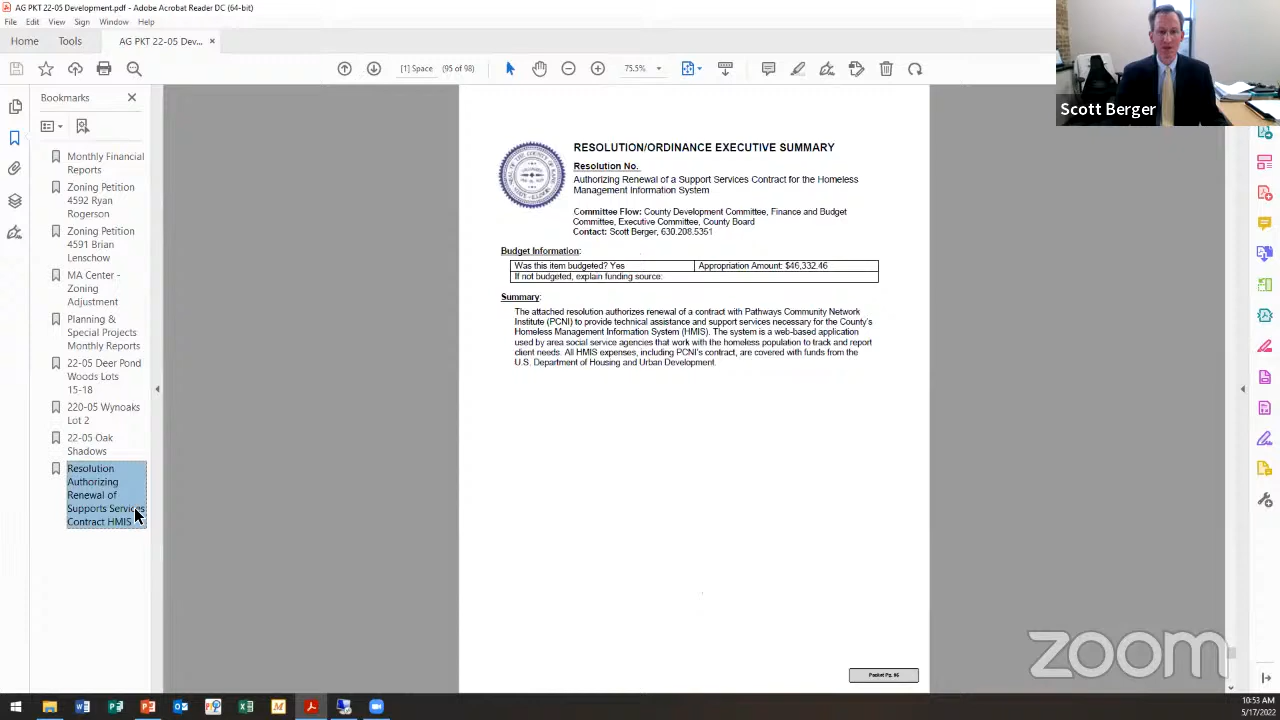 AG PKT 22-05 Development.pdf - Adobe Acrobat Reader DC (64-bit)
File Edit View Sign Window Help
Home Tools AG PKT 22-05 Dev... ×
[1] Space (95 of 98) 75.5%
Scott Berger
Bookmarks
Monthly Financial
Reports
Zoning Petition
4592 Ryan
Rogerson
Zoning Petition
4591 Brian
Lenschow
MA Center -
Zoning
Adjustment
Planning &
Special Projects
Monthly Reports
22-05 Deer Pond
Woods Lots
15-18
220-05 Wynoaks
Lot 2
22-05 Oak
Shadows
Resolution
Authorizing
Renewal of
Supports Services
Contract HMIS
RESOLUTION/ORDINANCE EXECUTIVE SUMMARY
Resolution No.
Authorizing Renewal of a Support Services Contract for the Homeless
Management Information System
Committee Flow: County Development Committee, Finance and Budget
Committee, Executive Committee, County Board
Contact: Scott Berger, 630.208.5351
Budget Information:
Was this item budgeted? Yes Appropriation Amount: $46,332.46
If not budgeted, explain funding source:
Summary:
The attached resolution authorizes renewal of a contract with Pathways Community Network
Institute (PCNI) to provide technical assistance and support services necessary for the County's
Homeless Management Information System (HMIS). The system is a web-based application
used by area social service agencies that work with the homeless population to track and report
client needs. All HMIS expenses, including PCNI's contract, are covered with funds from the
U.S. Department of Housing and Urban Development.
zoom
10:53 AM
5/17/2022